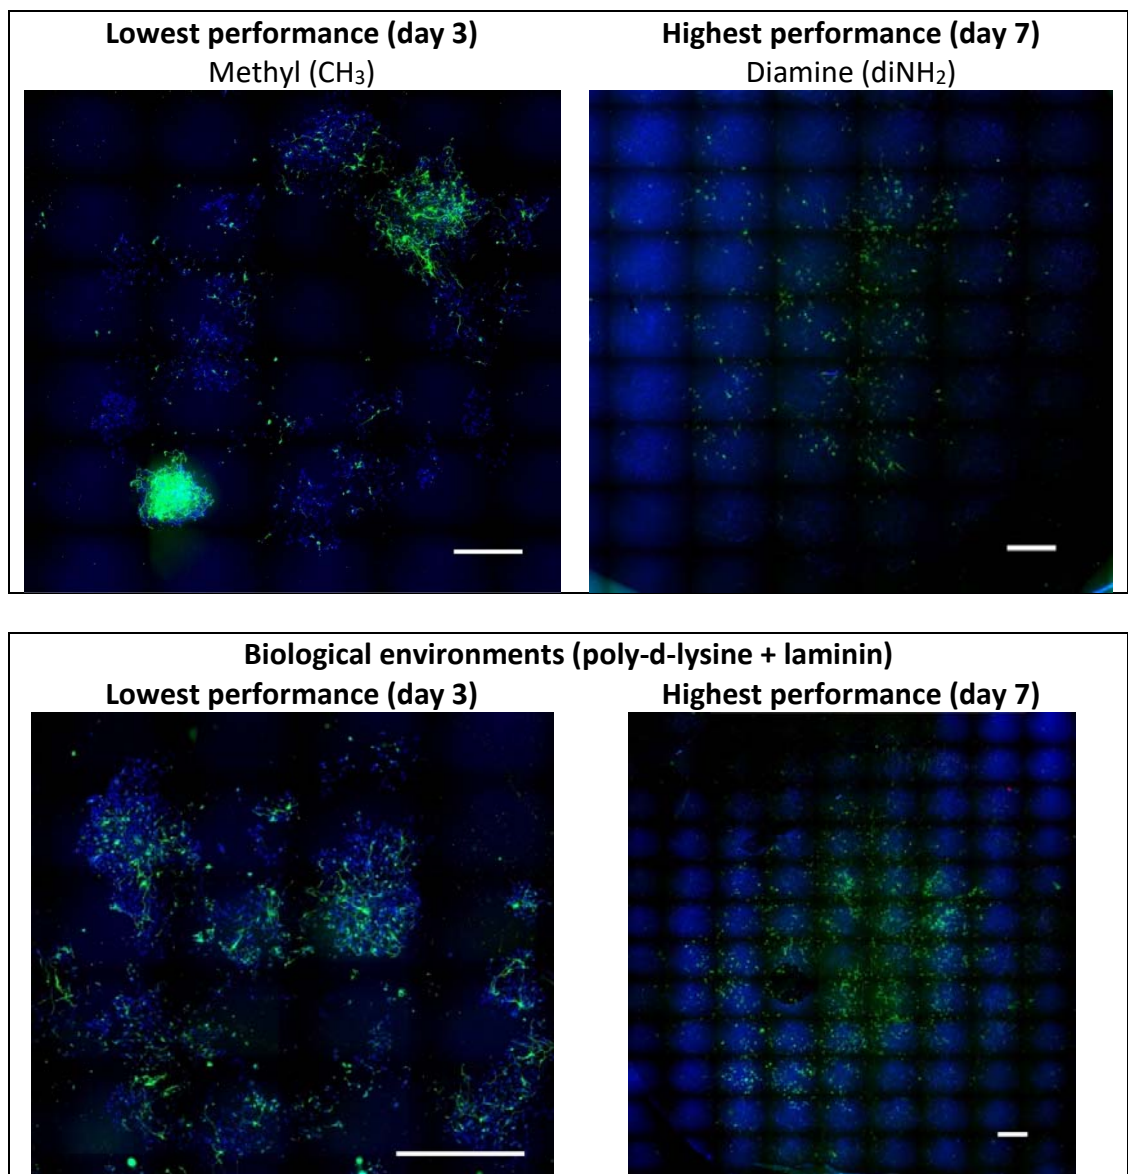 Lowest performance (day 3)
Methyl (CH₃)
Highest performance (day 7)
Diamine (diNH₂)
Biological environments (poly-d-lysine + laminin)
Lowest performance (day 3)
Highest performance (day 7)